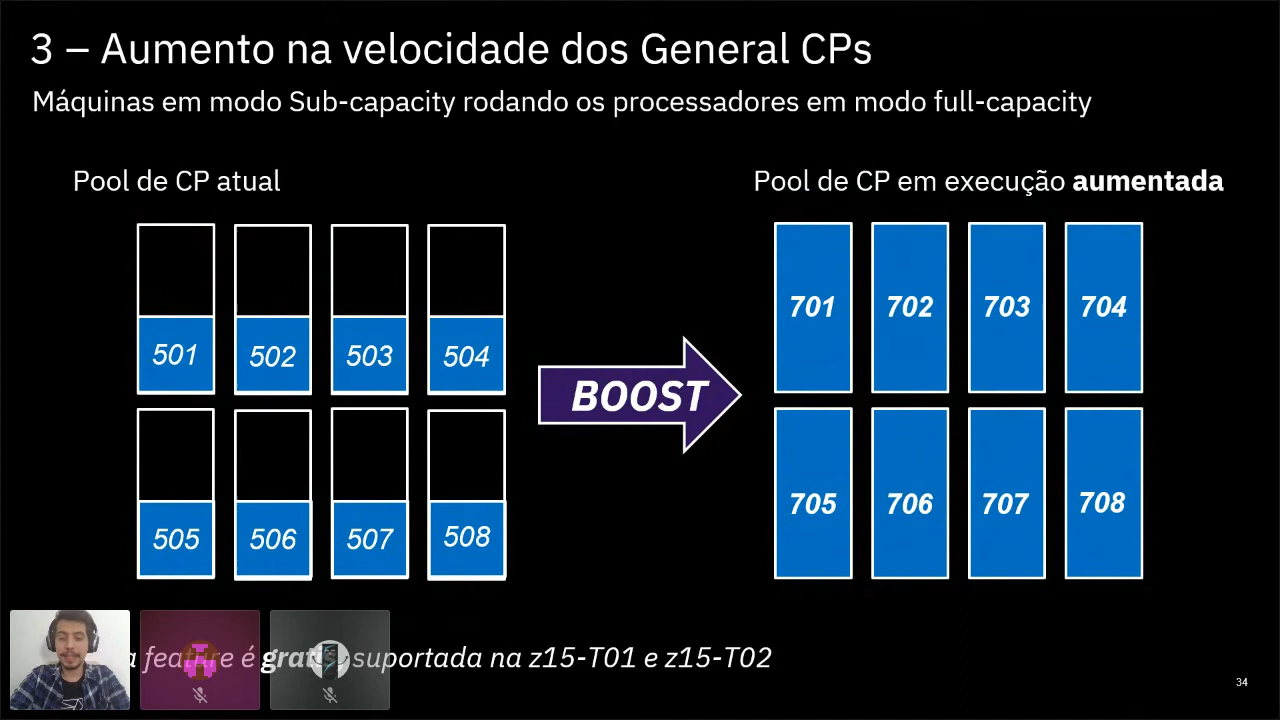 3 – Aumento na velocidade dos General CPs
Máquinas em modo Sub-capacity rodando os processadores em modo full-capacity
Pool de CP atual
Pool de CP em execução aumentada
501 502 503 504
505 506 507 508
BOOST
701 702 703 704
705 706 707 708
a feature é suportada na z15-T01 e z15-T02
34